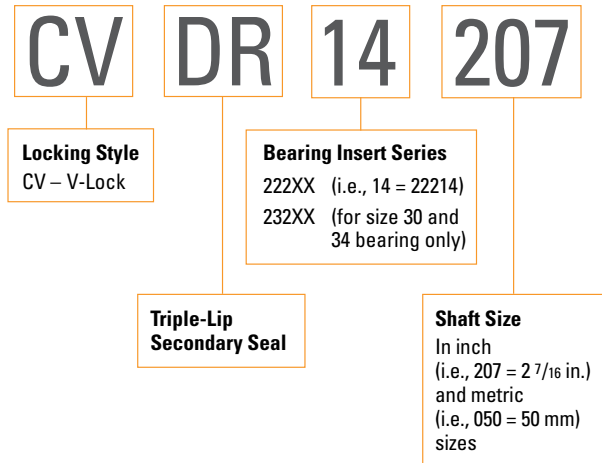 CV DR 14 207
Locking Style
CV – V-Lock
Bearing Insert Series
222XX (i.e., 14 = 22214)
232XX (for size 30 and
34 bearing only)
Triple-Lip
Secondary Seal
Shaft Size
In inch
(i.e., 207 = 2 7/16 in.)
and metric
(i.e., 050 = 50 mm)
sizes